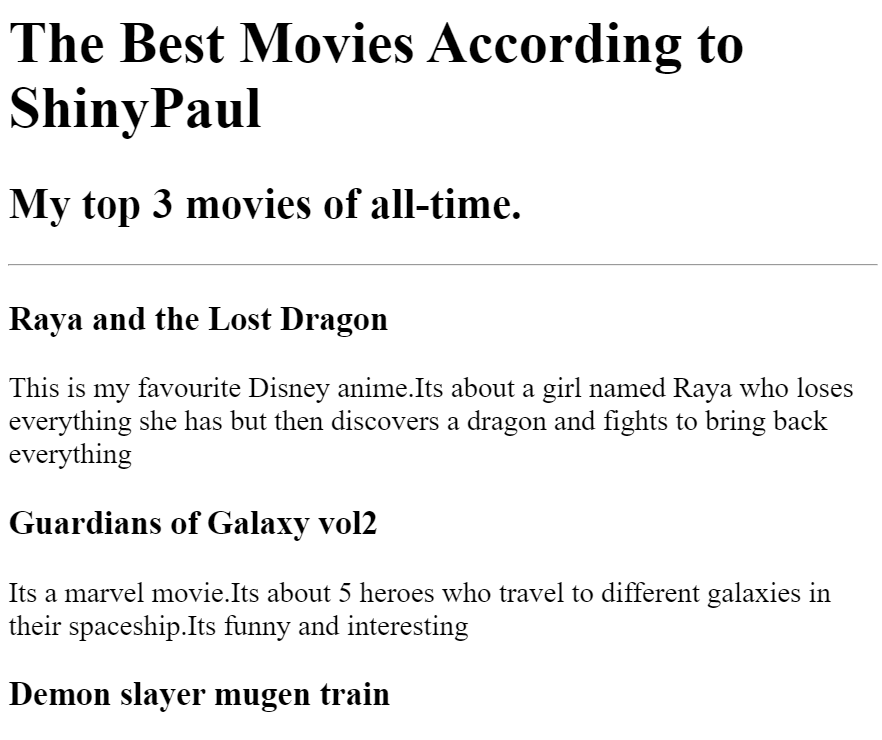 The Best Movies According to
ShinyPaul
My top 3 movies of all-time.
Raya and the Lost Dragon
This is my favourite Disney anime.Its about a girl named Raya who loses
everything she has but then discovers a dragon and fights to bring back
everything
Guardians of Galaxy vol2
Its a marvel movie.Its about 5 heroes who travel to different galaxies in
their spaceship.Its funny and interesting
Demon slayer mugen train